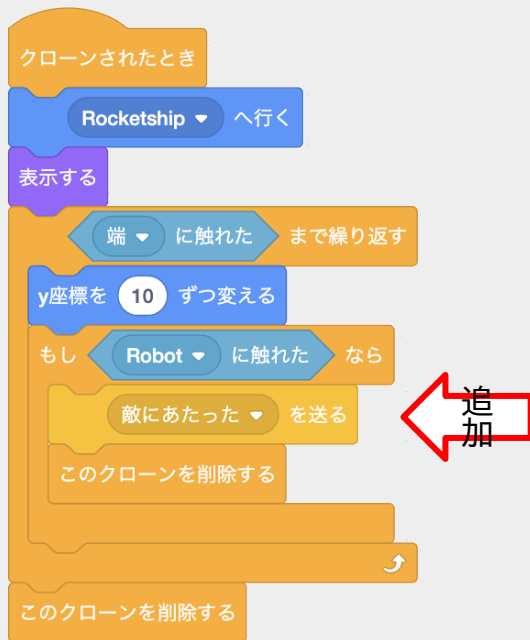 クローンされたとき
Rocketship へ行く
表示する
端 に触れた まで繰り返す
y座標を 10 ずつ変える
もし Robot に触れた なら
敵にあたった を送る
追加
このクローンを削除する
このクローンを削除する